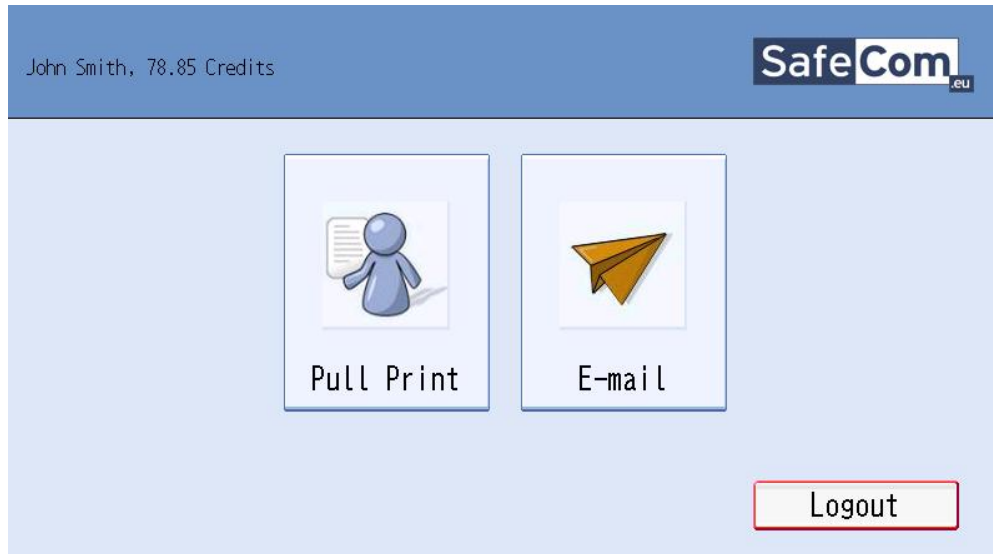 John Smith, 78.85 Credits
SafeCom
.eu
Pull Print
E-mail
Logout